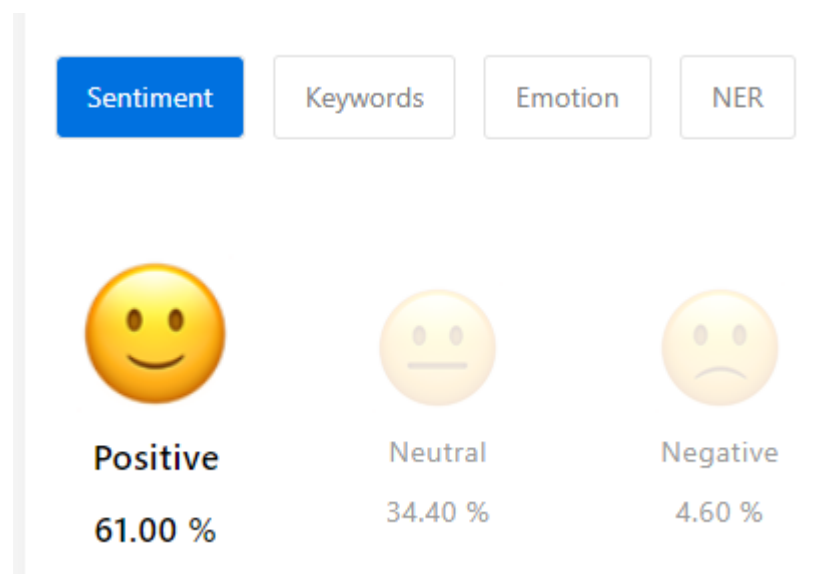 Sentiment Keywords Emotion NER
Positive Neutral Negative
61.00 % 34.40 % 4.60 %